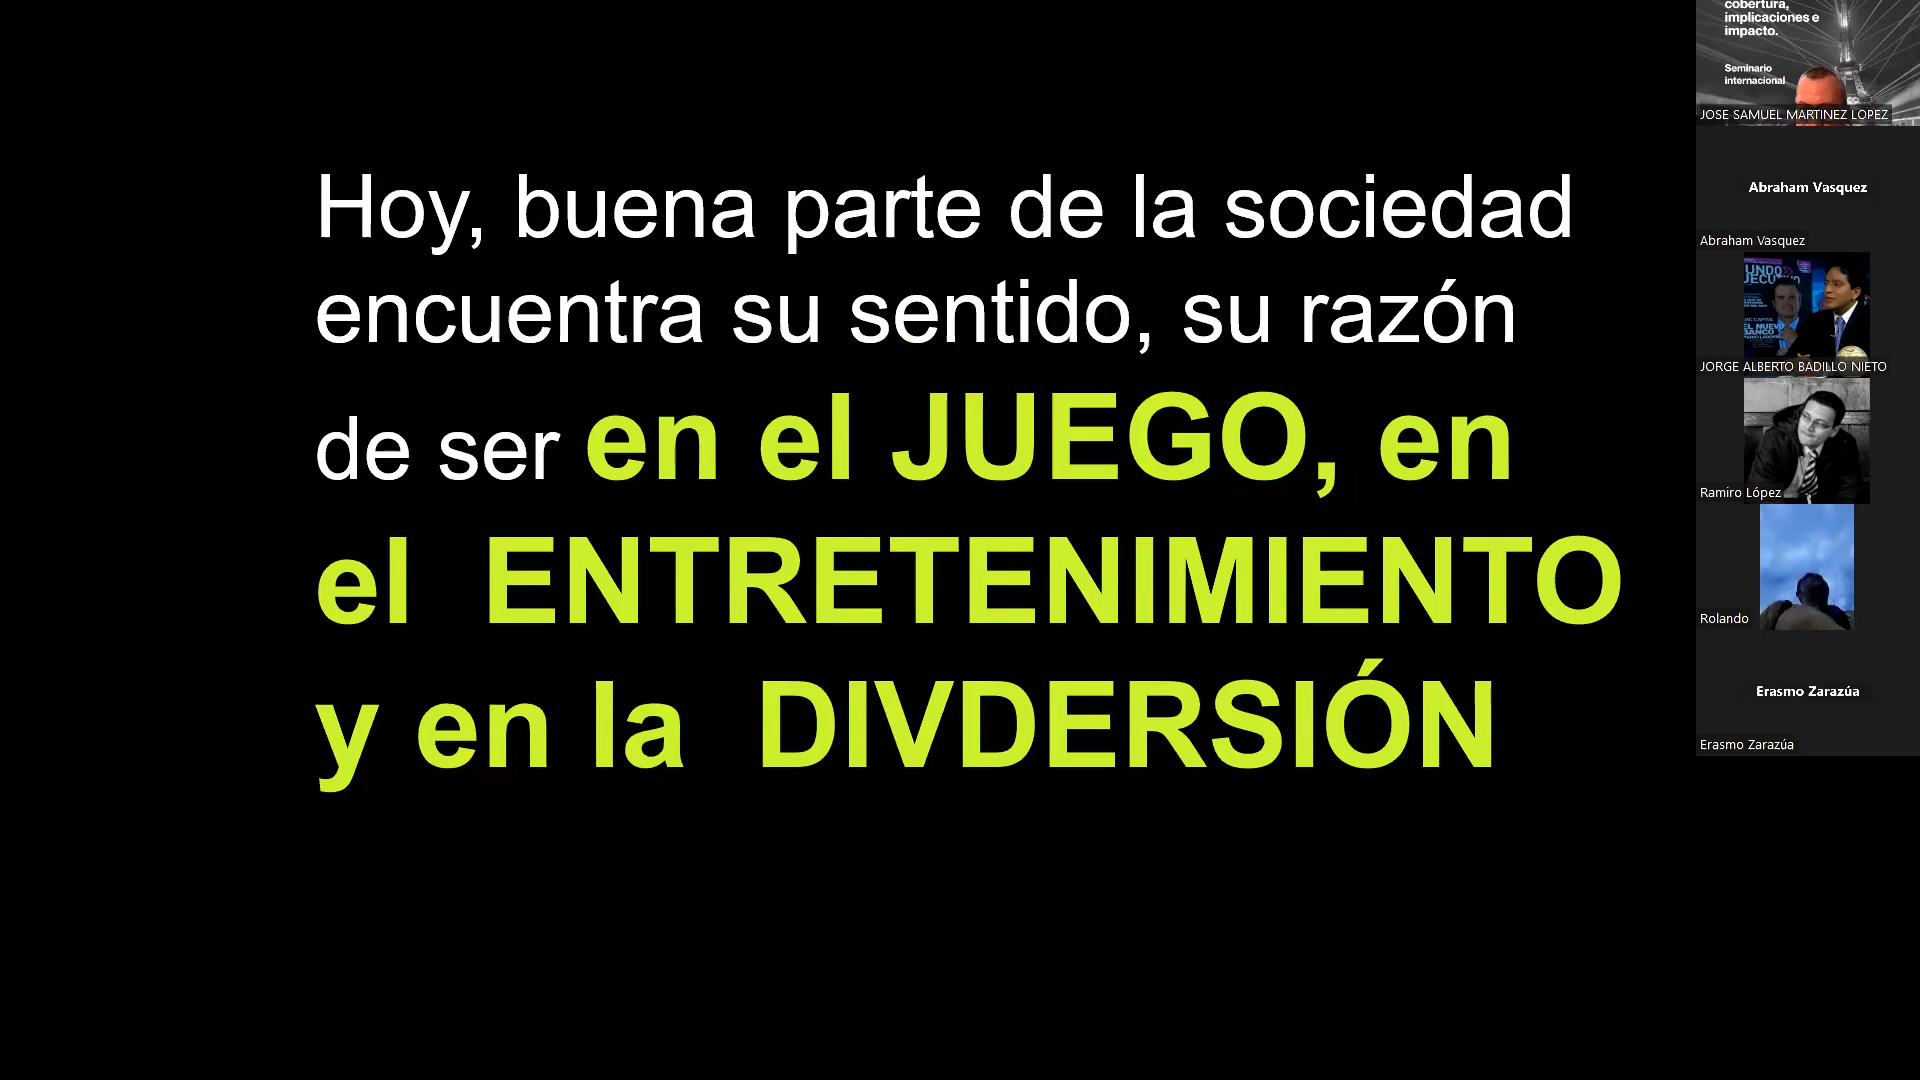 Hoy, buena parte de la sociedad
encuentra su sentido, su razón
de ser en el JUEGO, en
el ENTRETENIMIENTO
y en la DIVDERSIÓN
cobertura,
implicaciones e
impacto.
Seminario
internacional
JOSE SAMUEL MARTINEZ LOPEZ
Abraham Vasquez
Abraham Vasquez
JORGE ALBERTO BADILLO NIETO
Ramiro López
Rolando
Erasmo Zarazúa
Erasmo Zarazúa